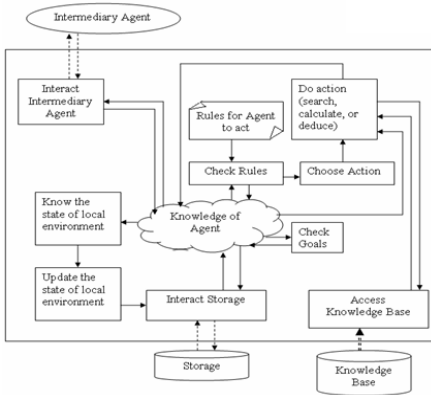 Intermediary Agent
Interact
Intermediary
Agent
Rules for Agent
to act
Do action
(search,
calculate, or
deduce)
Check Rules
Choose Action
Know the
state of local
environment
Knowledge of
Agent
Check
Goals
Update the
state of local
environment
Interact Storage
Access
Knowledge Base
Storage
Knowledge
Base